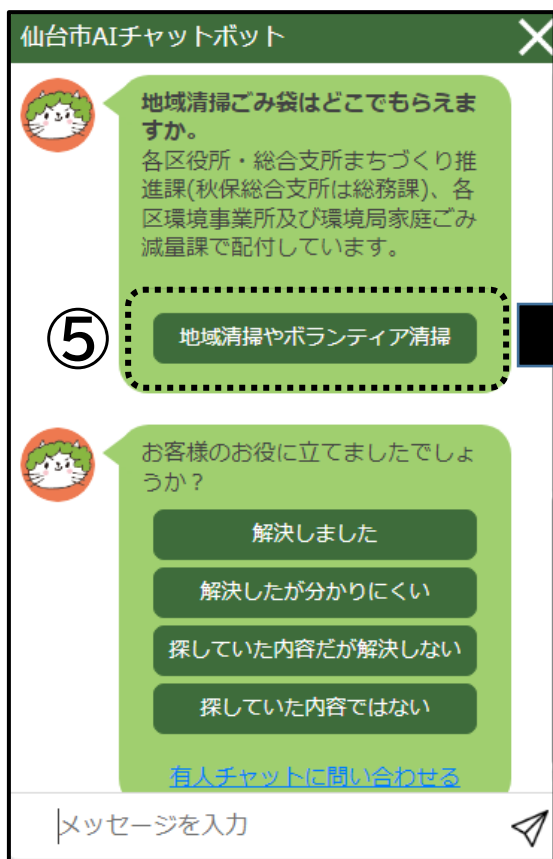 仙台市AIチャットボット
地域清掃ごみ袋はどこでもらえま
すか。
各区役所・総合支所まちづくり推
進課(秋保総合支所は総務課)、各
区環境事業所及び環境局家庭ごみ
減量課で配付しています。
⑤
地域清掃やボランティア清掃
お客様のお役に立てましたでしょ
うか？
解決しました
解決したが分かりにくい
探していた内容だが解決しない
探していた内容ではない
有人チャットに問い合わせる
メッセージを入力